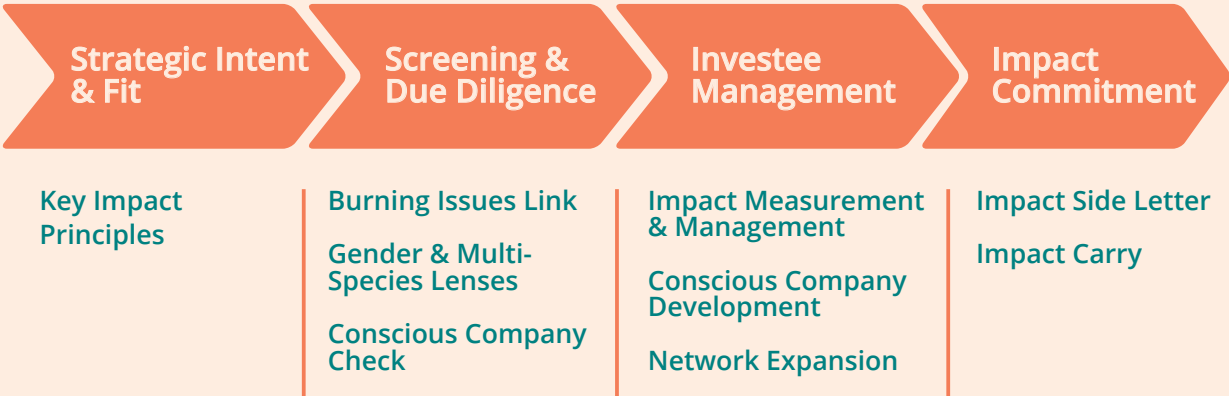 Strategic Intent
& Fit
Screening &
Due Diligence
Investee
Management
Impact
Commitment
Key Impact
Principles
Burning Issues Link
Gender & Multi-
Species Lenses
Conscious Company
Check
Impact Measurement
& Management
Conscious Company
Development
Network Expansion
Impact Side Letter
Impact Carry